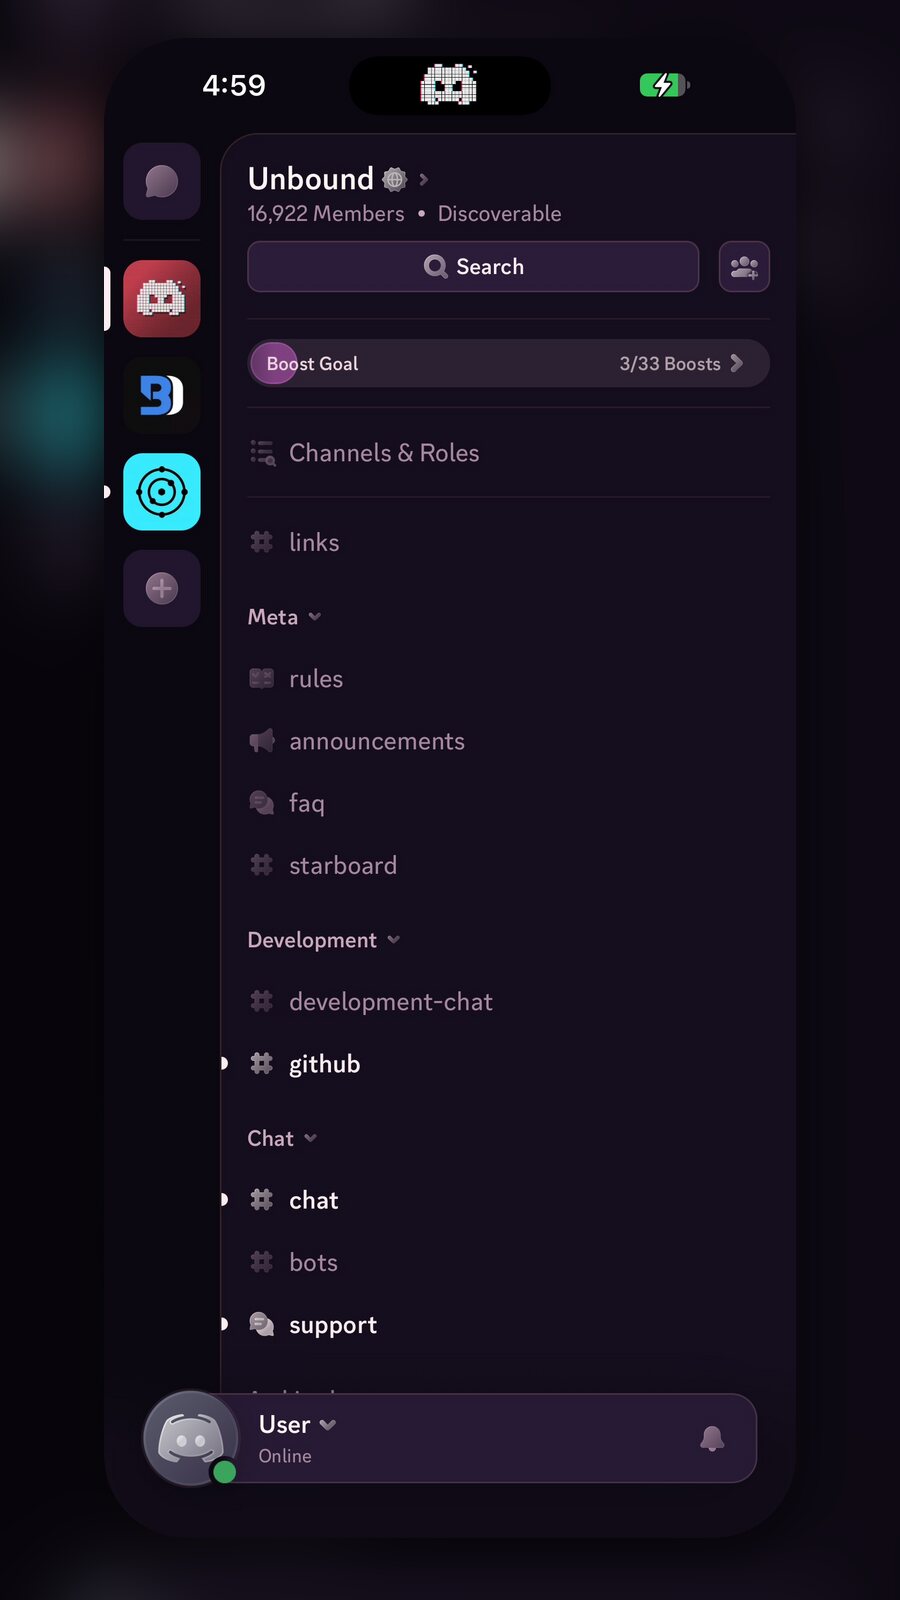 4:59
Unbound
16,922 Members • Discoverable
Search
Boost Goal 3/33 Boosts
Channels & Roles
links
Meta
rules
announcements
faq
starboard
Development
development-chat
github
Chat
chat
bots
support
User
Online